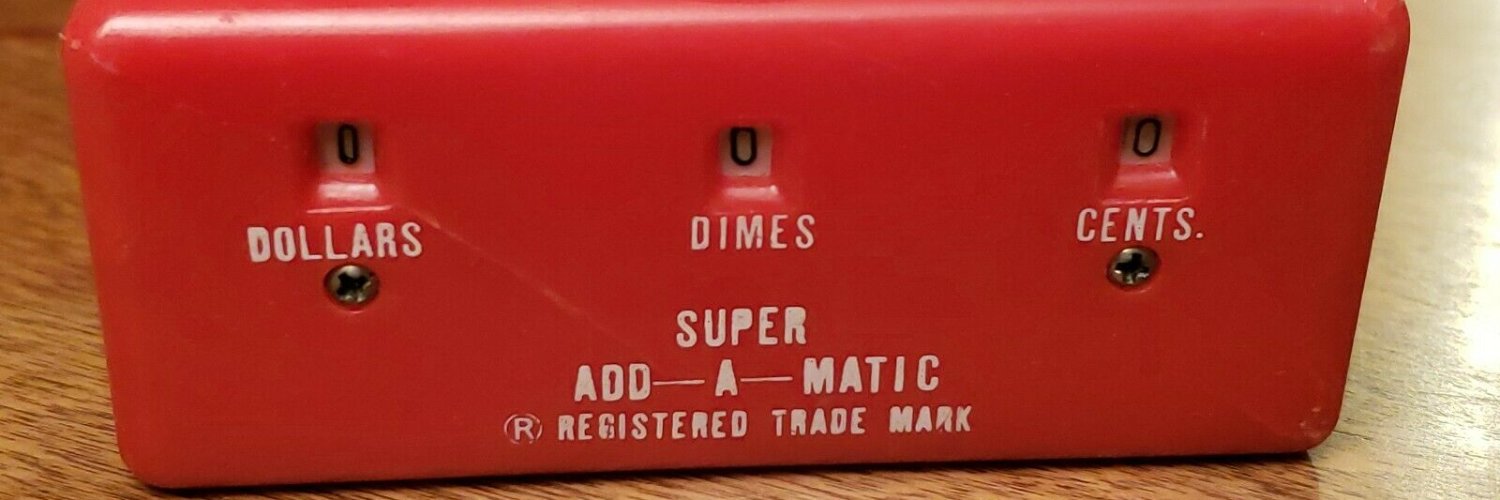 0 0 0
DOLLARS DIMES CENTS.
SUPER
ADD—A—MATIC
® REGISTERED TRADE MARK